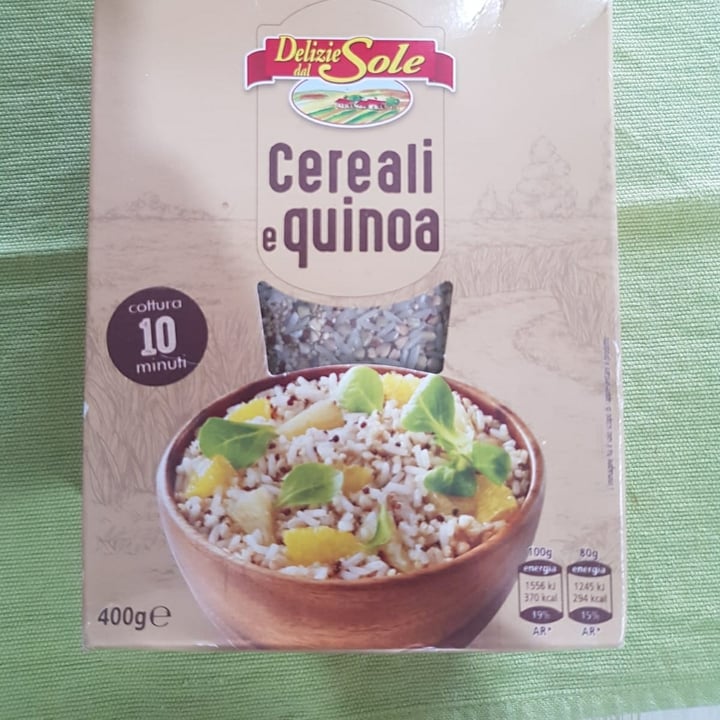 Delizie
dal Sole
Cereali
e quinoa
cottura
10
minuti
400g℮
100g
energia
1556 kJ
370 kcal
19%
AR*
80g
energia
1245 kJ
294 kcal
15%
AR*